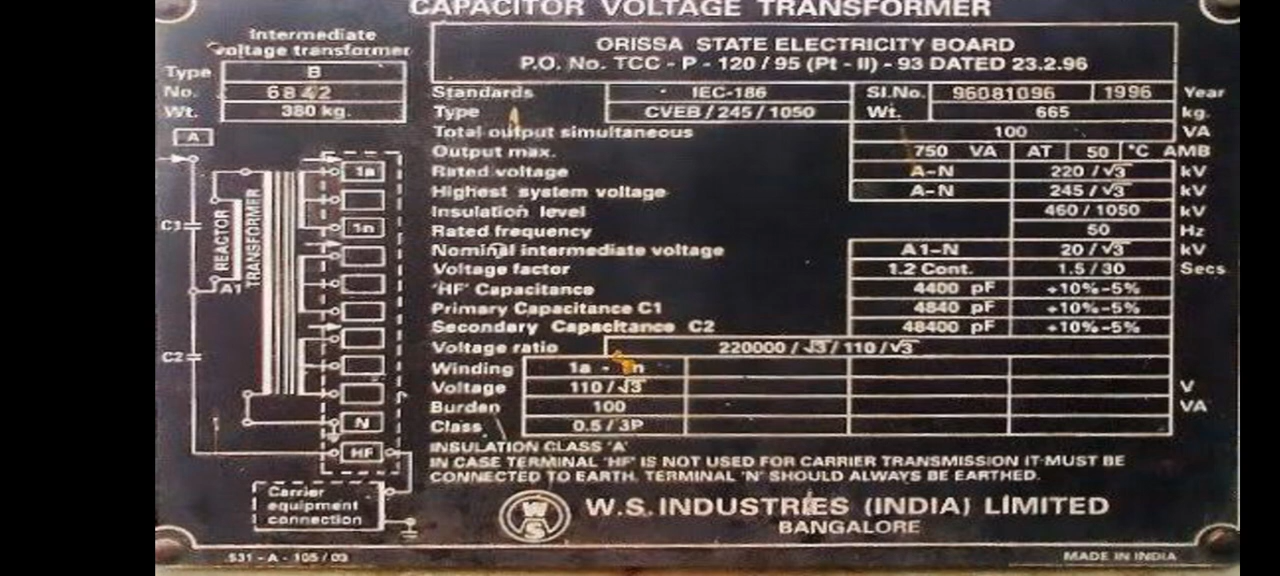 CAPACITOR VOLTAGE TRANSFORMER
Intermediate
voltage transformer
Type B
No. 6842
Wt. 380 kg.
ORISSA STATE ELECTRICITY BOARD
P.O. No. TCC - P - 120 / 95 (Pt - II) - 93 DATED 23.2.96
Standards IEC-186 Sl.No. 96081096 1996 Year
Type CVEB / 245 / 1050 Wt. 665 kg.
Total output simultaneous 100 VA
Output max. 750 VA AT 50 °C AMB
Rated voltage A-N 220 / √3 kV
Highest system voltage A-N 245 / √3 kV
Insulation level 460 / 1050 kV
Rated frequency 50 Hz
Nominal intermediate voltage A1-N 20 / √3 kV
Voltage factor 1.2 Cont. 1.5 / 30 Secs
'HF' Capacitance 4400 pF +10%-5%
Primary Capacitance C1 4840 pF +10%-5%
Secondary Capacitance C2 48400 pF +10%-5%
Voltage ratio 220000 / √3 / 110 / √3
Winding 1a - 1n
Voltage 110 / √3 V
Burden 100 VA
Class 0.5 / 3P
A
1a
C1
REACTOR
TRANSFORMER
1n
A1
C2
N
HF
Carrier
equipment
connection
INSULATION CLASS 'A'
IN CASE TERMINAL 'HF' IS NOT USED FOR CARRIER TRANSMISSION IT MUST BE
CONNECTED TO EARTH. TERMINAL 'N' SHOULD ALWAYS BE EARTHED.
WS
W.S. INDUSTRIES (INDIA) LIMITED
BANGALORE
531 - A - 105 / 03
MADE IN INDIA